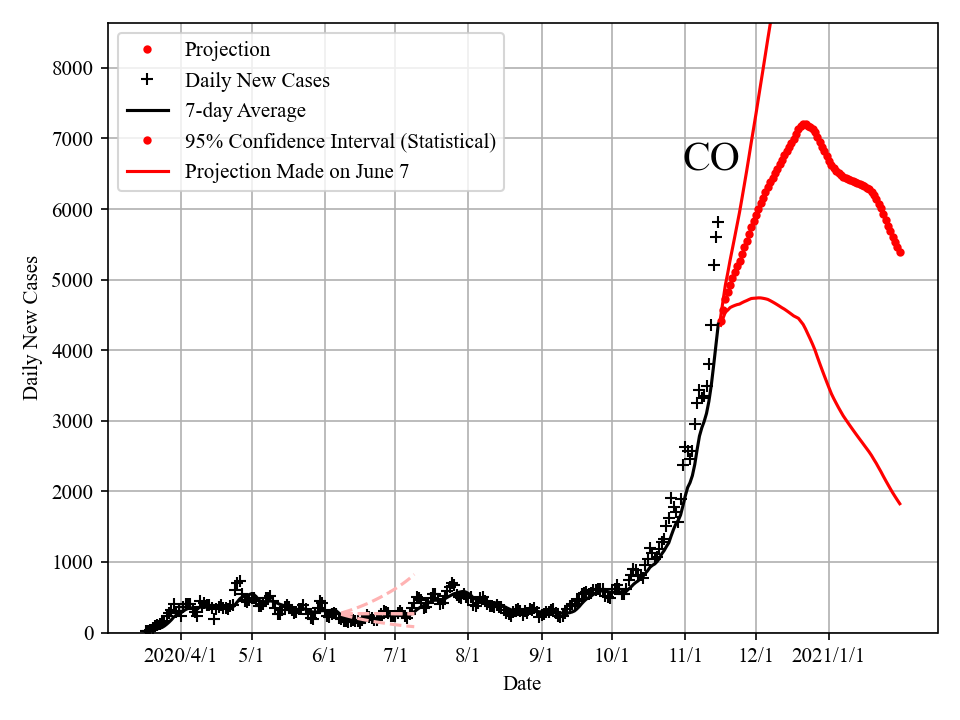 Projection
Daily New Cases
7-day Average
95% Confidence Interval (Statistical)
Projection Made on June 7
CO
Daily New Cases
8000
7000
6000
5000
4000
3000
2000
1000
0
2020/4/1 5/1 6/1 7/1 8/1 9/1 10/1 11/1 12/1 2021/1/1
Date